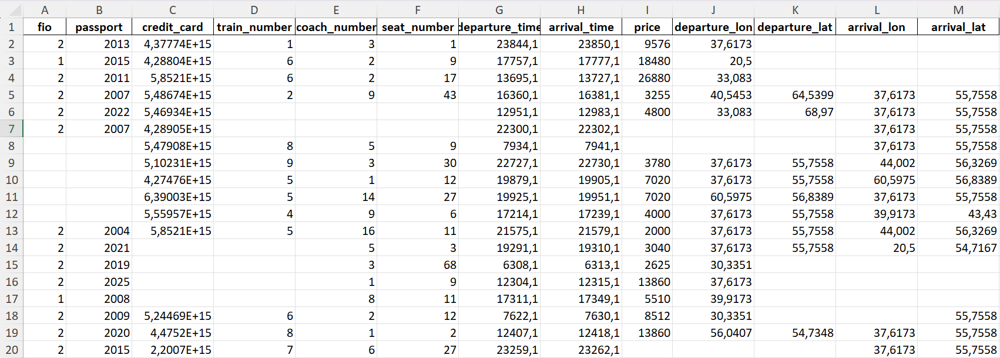 A B C D E F G H I J K L M
1 fio passport credit_card train_number coach_number seat_number departure_time arrival_time price departure_lon departure_lat arrival_lon arrival_lat
2 2 2013 4,37774E+15 1 3 1 23844,1 23850,1 9576 37,6173
3 1 2015 4,28804E+15 6 2 9 17757,1 17777,1 18480 20,5
4 2 2011 5,8521E+15 6 2 17 13695,1 13727,1 26880 33,083
5 2 2007 5,48674E+15 2 9 43 16360,1 16381,1 3255 40,5453 64,5399 37,6173 55,7558
6 2 2022 5,46934E+15 12951,1 12983,1 4800 33,083 68,97 37,6173 55,7558
7 2 2007 4,28905E+15 22300,1 22302,1 37,6173 55,7558
8 5,47908E+15 8 5 9 7934,1 7941,1 37,6173 55,7558
9 5,10231E+15 9 3 30 22727,1 22730,1 3780 37,6173 55,7558 44,002 56,3269
10 4,27476E+15 5 1 12 19879,1 19905,1 7020 37,6173 55,7558 60,5975 56,8389
11 6,39003E+15 5 14 27 19925,1 19951,1 7020 60,5975 56,8389 37,6173 55,7558
12 5,55957E+15 4 9 6 17214,1 17239,1 4000 37,6173 55,7558 39,9173 43,43
13 2 2004 5,8521E+15 5 16 11 21575,1 21579,1 2000 37,6173 55,7558 44,002 56,3269
14 2 2021 5 3 19291,1 19310,1 3040 37,6173 55,7558 20,5 54,7167
15 2 2019 3 68 6308,1 6313,1 2625 30,3351
16 2 2025 1 9 12304,1 12315,1 13860 37,6173
17 1 2008 8 11 17311,1 17349,1 5510 39,9173
18 2 2009 5,24469E+15 6 2 12 7622,1 7630,1 8512 30,3351 55,7558
19 2 2020 4,4752E+15 8 1 2 12407,1 12418,1 13860 56,0407 54,7348 37,6173 55,7558
20 2 2015 2,2007E+15 7 6 27 23259,1 23262,1 37,6173 55,7558